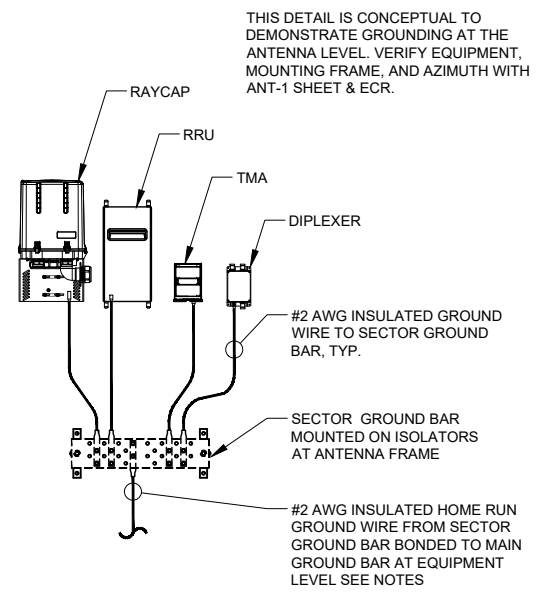 THIS DETAIL IS CONCEPTUAL TO
DEMONSTRATE GROUNDING AT THE
ANTENNA LEVEL. VERIFY EQUIPMENT,
MOUNTING FRAME, AND AZIMUTH WITH
ANT-1 SHEET & ECR.
RAYCAP
RRU
TMA
DIPLEXER
#2 AWG INSULATED GROUND
WIRE TO SECTOR GROUND
BAR, TYP.
SECTOR GROUND BAR
MOUNTED ON ISOLATORS
AT ANTENNA FRAME
#2 AWG INSULATED HOME RUN
GROUND WIRE FROM SECTOR
GROUND BAR BONDED TO MAIN
GROUND BAR AT EQUIPMENT
LEVEL SEE NOTES